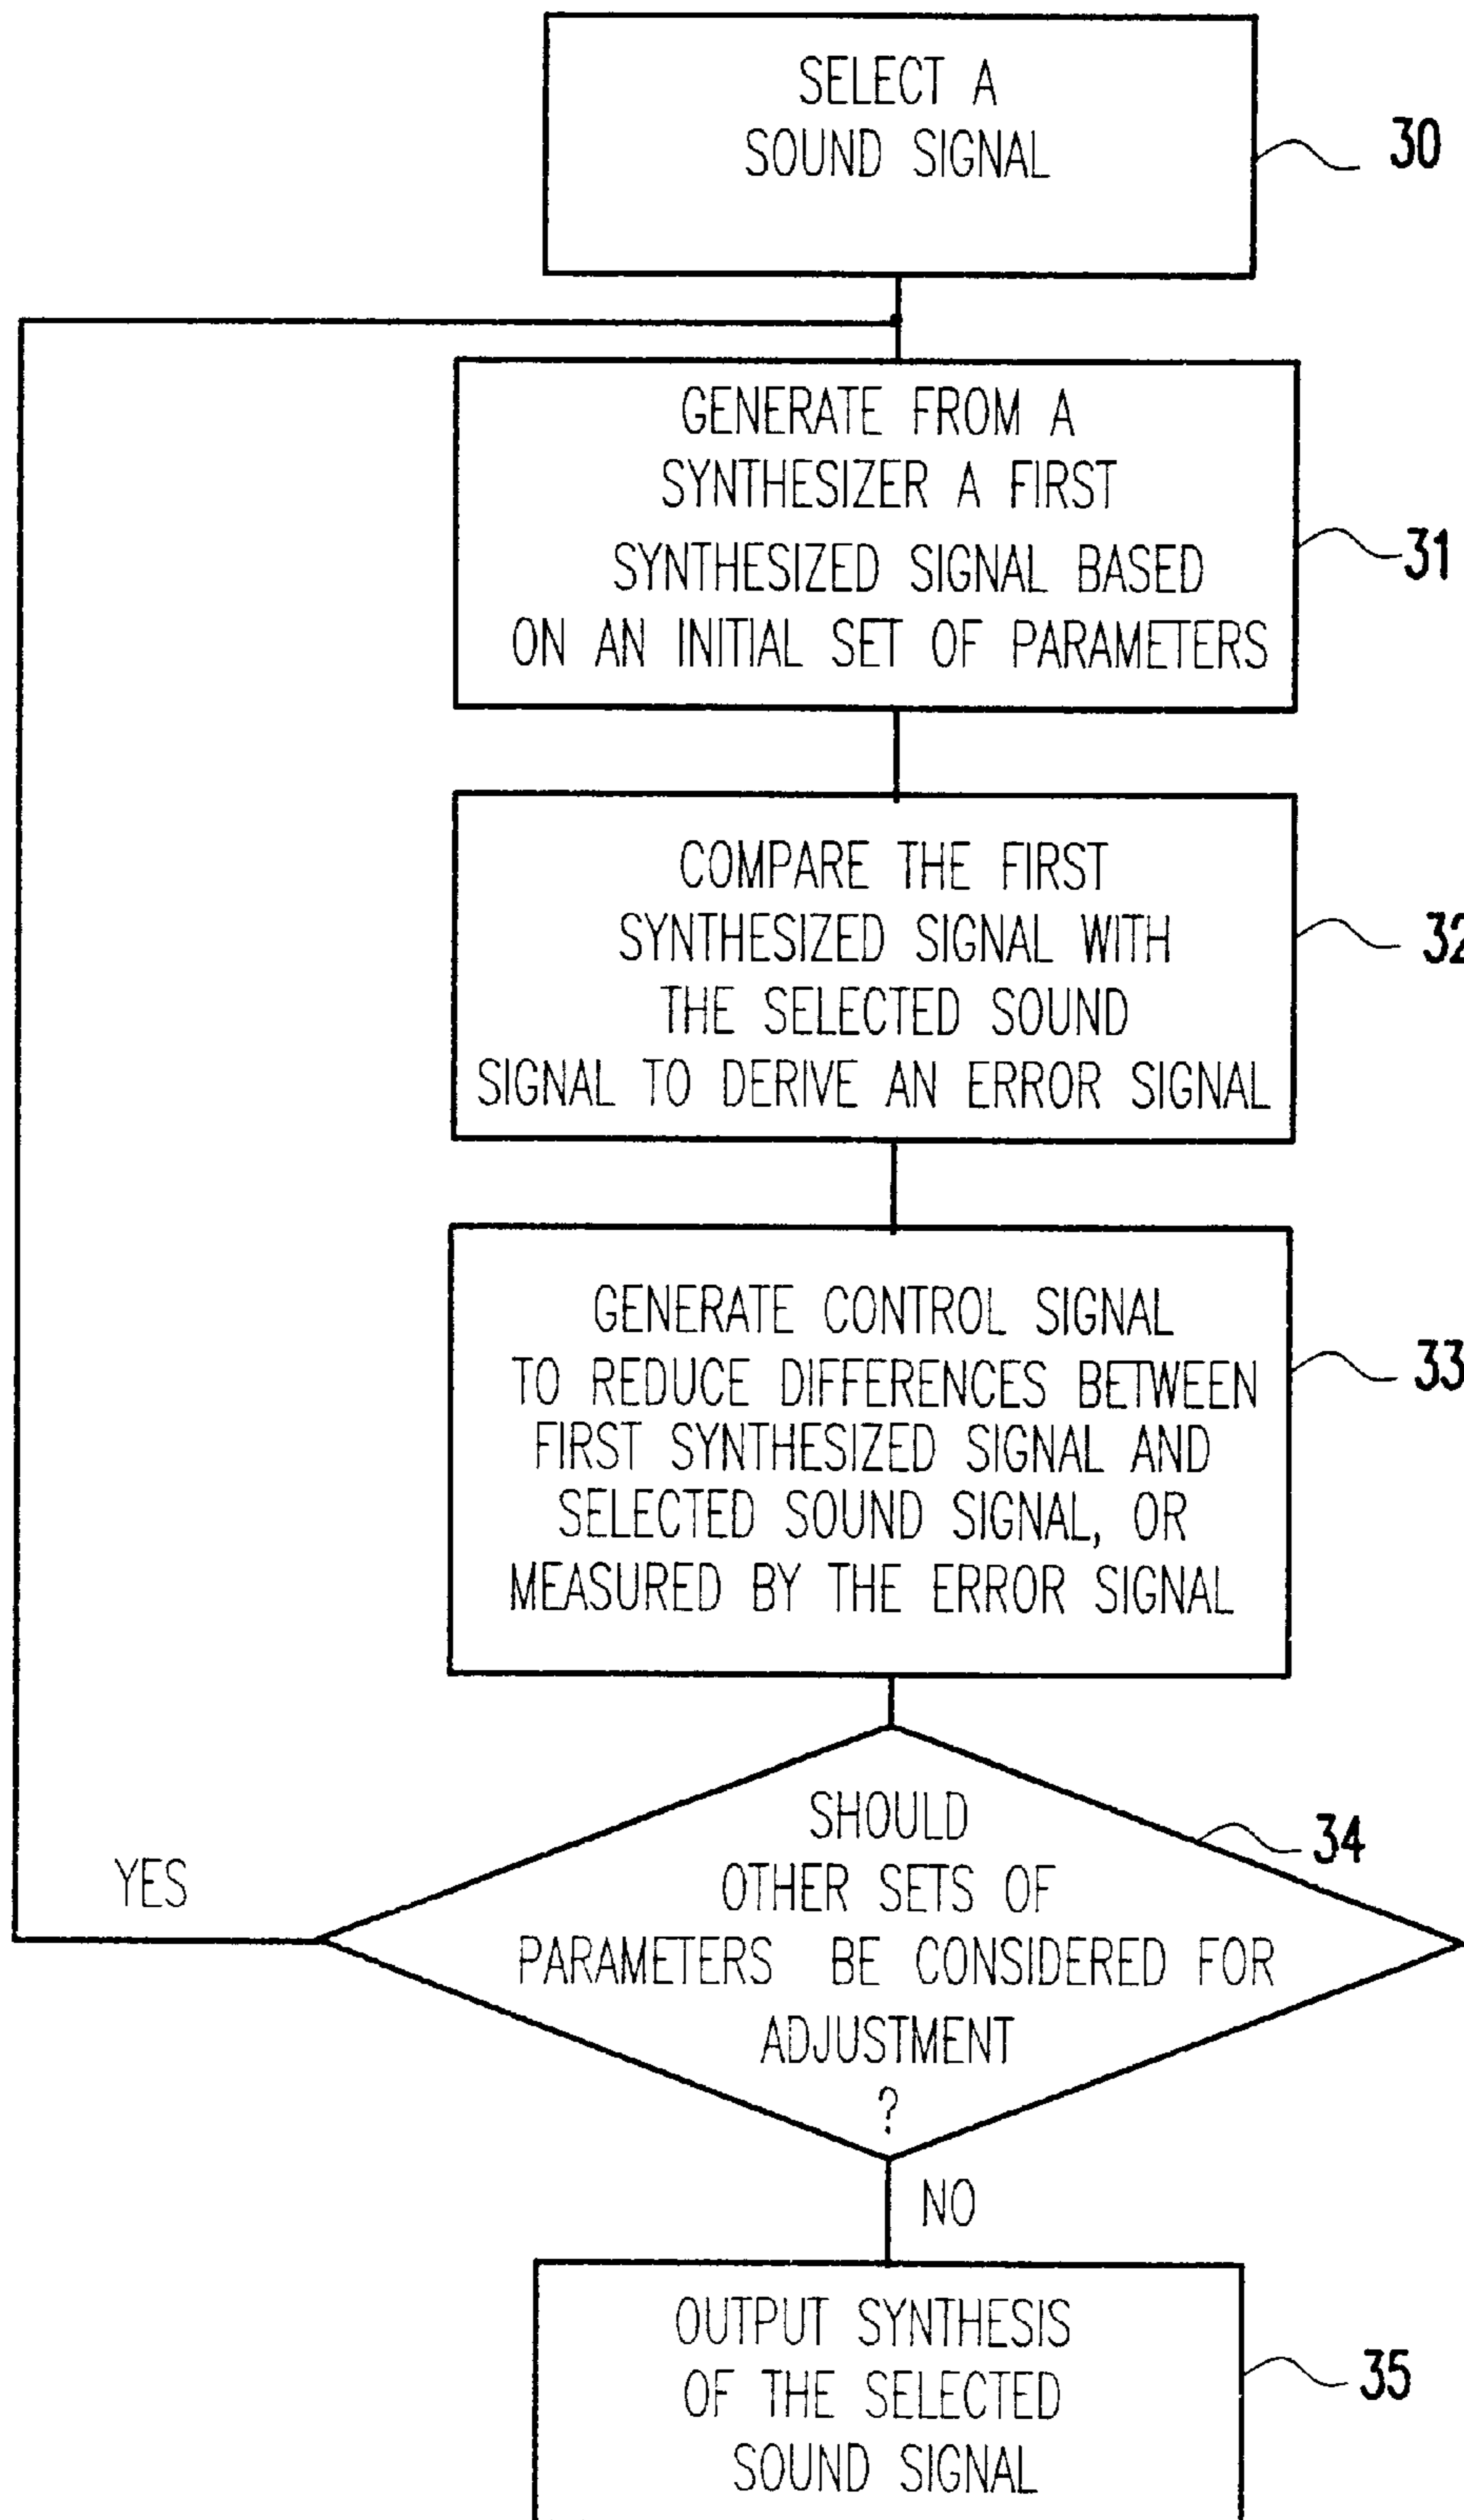 SELECT A
SOUND SIGNAL
30
GENERATE FROM A
SYNTHESIZER A FIRST
SYNTHESIZED SIGNAL BASED
ON AN INITIAL SET OF PARAMETERS
31
COMPARE THE FIRST
SYNTHESIZED SIGNAL WITH
THE SELECTED SOUND
SIGNAL TO DERIVE AN ERROR SIGNAL
32
GENERATE CONTROL SIGNAL
TO REDUCE DIFFERENCES BETWEEN
FIRST SYNTHESIZED SIGNAL AND
SELECTED SOUND SIGNAL, OR
MEASURED BY THE ERROR SIGNAL
33
SHOULD
OTHER SETS OF
PARAMETERS BE CONSIDERED FOR
ADJUSTMENT
?
34
YES
NO
OUTPUT SYNTHESIS
OF THE SELECTED
SOUND SIGNAL
35